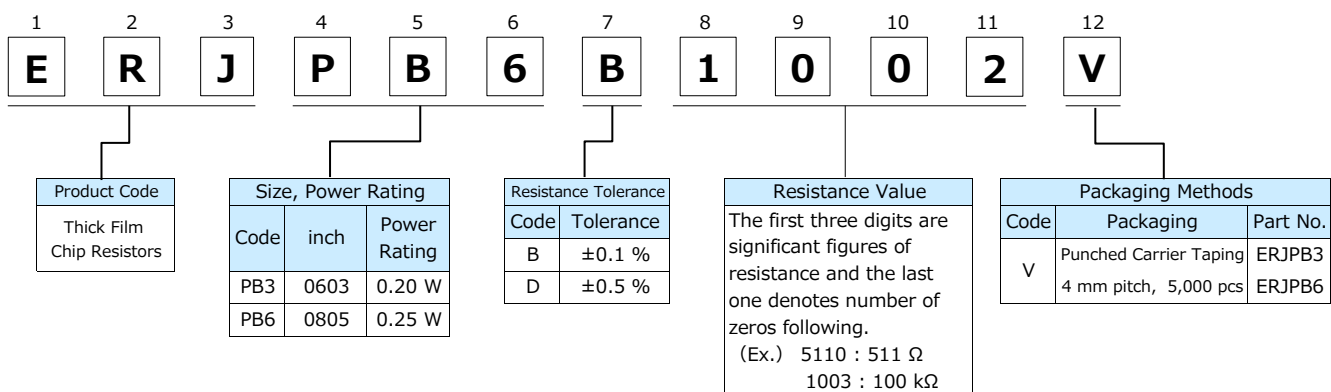 1 2 3 4 5 6 7 8 9 10 11 12
E R J P B 6 B 1 0 0 2 V
Product Code
Thick Film
Chip Resistors
Size, Power Rating
Code inch Power Rating
PB3 0603 0.20 W
PB6 0805 0.25 W
Resistance Tolerance
Code Tolerance
B ±0.1 %
D ±0.5 %
Resistance Value
The first three digits are
significant figures of
resistance and the last
one denotes number of
zeros following.
(Ex.) 5110 : 511 Ω
1003 : 100 kΩ
Packaging Methods
Code Packaging Part No.
V
Punched Carrier Taping ERJPB3
4 mm pitch, 5,000 pcs ERJPB6